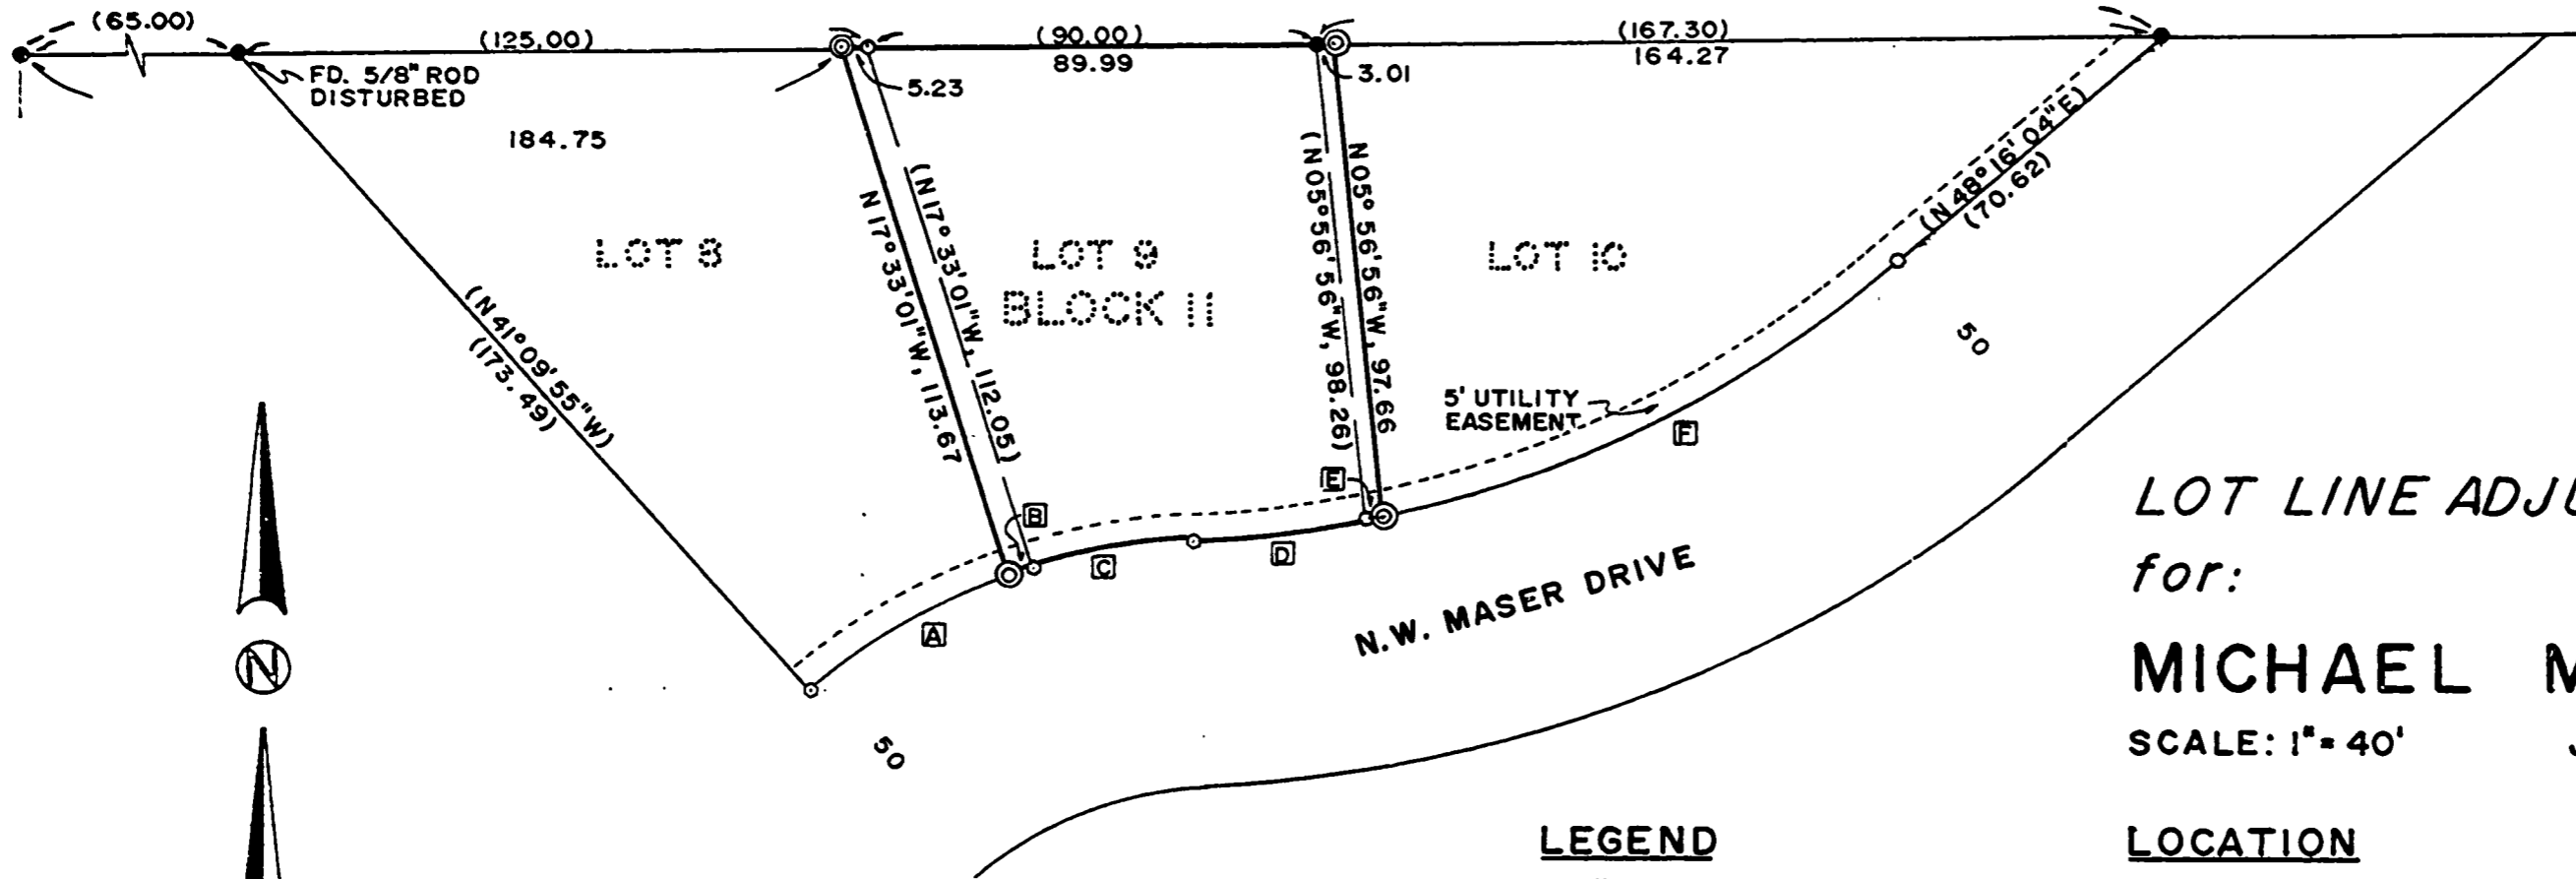 (65.00)
(125.00)
(90.00)
(167.30)
89.99
164.27
FD. 5/8" ROD
DISTURBED
5.23
3.01
184.75
(N 41° 09' 55" W)
(173.49)
LOT 8
N 17° 33' 01" W, 113.67
(N 17° 33' 01" W, 112.05)
LOT 9
BLOCK 11
(N 05° 56' 56" W, 98.26)
N 05° 56' 56" W, 97.66
LOT 10
(N 48° 16' 04" E)
(70.62)
50
5' UTILITY
EASEMENT
A
B
C
D
E
F
N.W. MASER DRIVE
50
N
LOT LINE ADJU
for:
MICHAEL M
SCALE: 1" = 40'
LEGEND
LOCATION